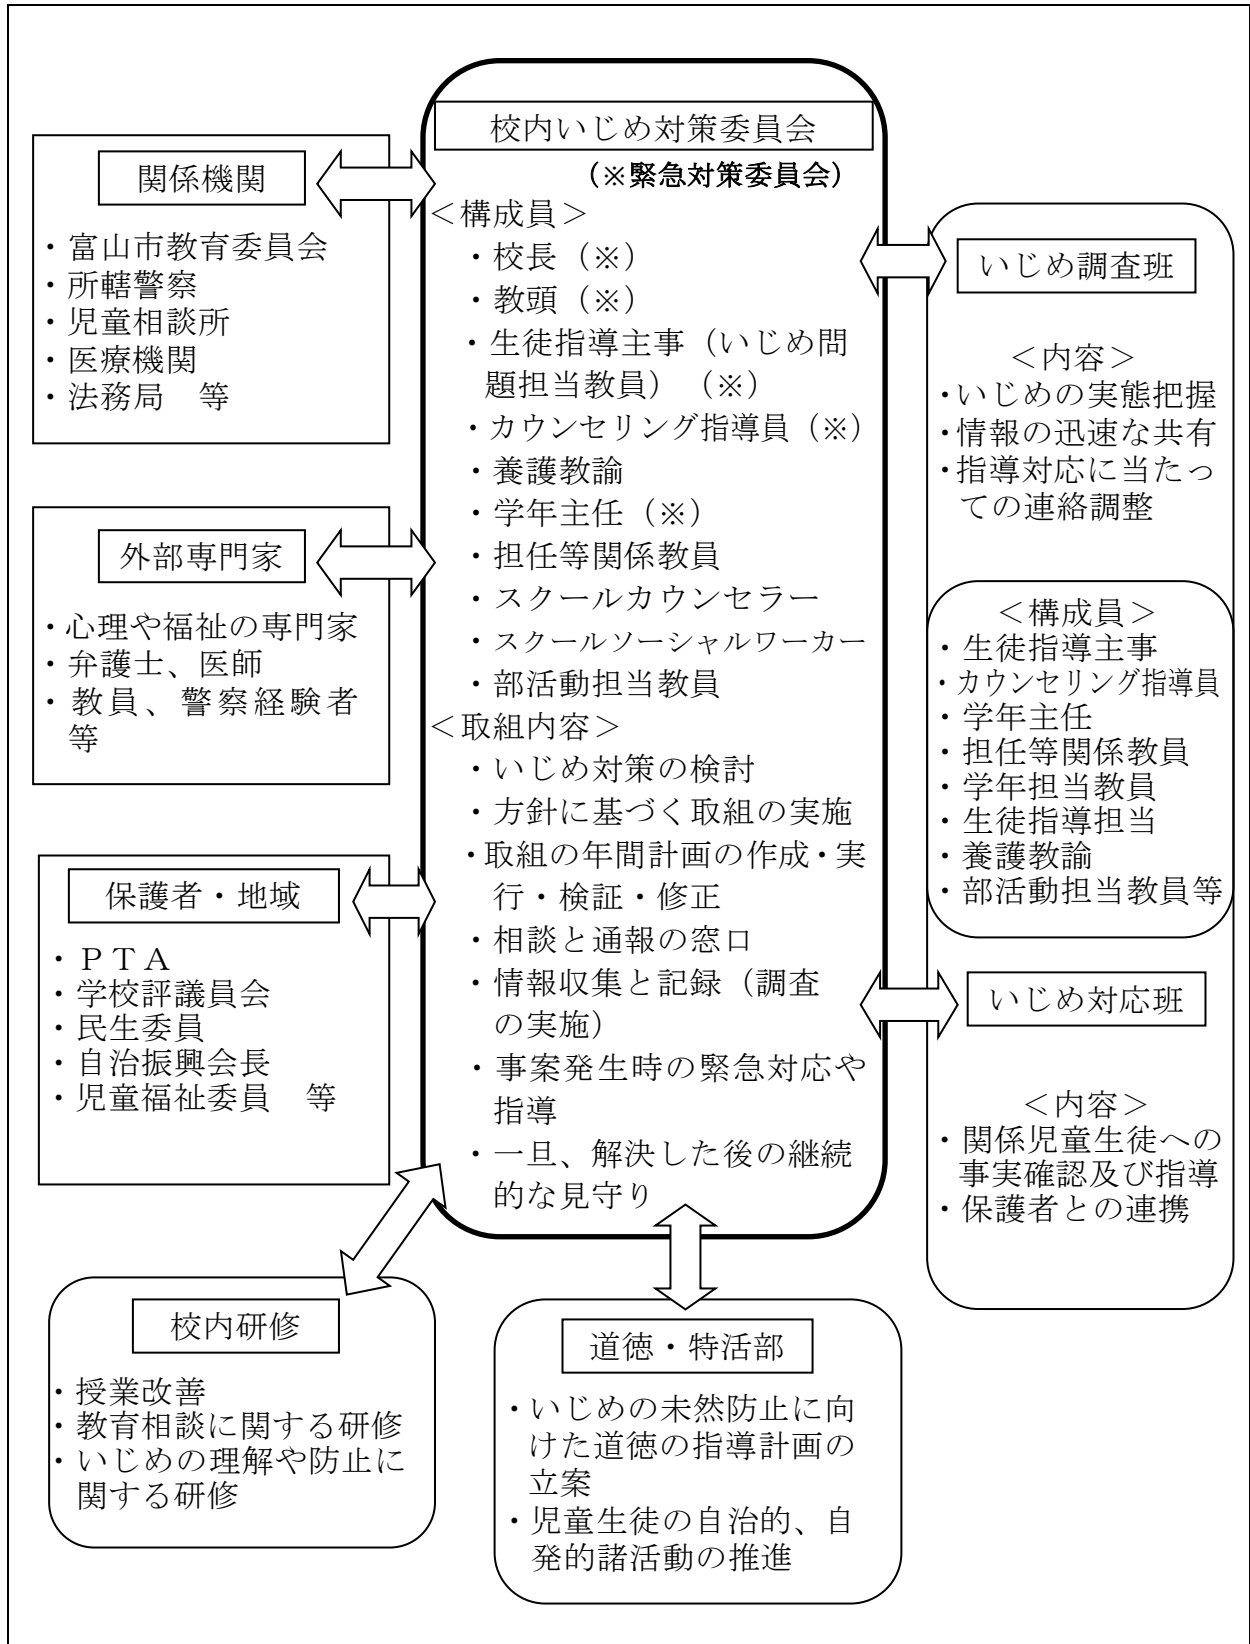 校内いじめ対策委員会
(※緊急対策委員会)
＜構成員＞
・校長（※）
・教頭（※）
・生徒指導主事（いじめ問
題担当教員）（※）
・カウンセリング指導員（※）
・養護教諭
・学年主任（※）
・担任等関係教員
・スクールカウンセラー
・スクールソーシャルワーカー
・部活動担当教員
＜取組内容＞
・いじめ対策の検討
・方針に基づく取組の実施
・取組の年間計画の作成・実
行・検証・修正
・相談と通報の窓口
・情報収集と記録（調査
の実施）
・事案発生時の緊急対応や
指導
・一旦、解決した後の継続
的な見守り
関係機関
・富山市教育委員会
・所轄警察
・児童相談所
・医療機関
・法務局　等
外部専門家
・心理や福祉の専門家
・弁護士、医師
・教員、警察経験者
等
保護者・地域
・ＰＴＡ
・学校評議員会
・民生委員
・自治振興会長
・児童福祉委員　等
いじめ調査班
＜内容＞
・いじめの実態把握
・情報の迅速な共有
・指導対応に当たっ
ての連絡調整
＜構成員＞
・生徒指導主事
・カウンセリング指導員
・学年主任
・担任等関係教員
・学年担当教員
・生徒指導担当
・養護教諭
・部活動担当教員等
いじめ対応班
＜内容＞
・関係児童生徒への
事実確認及び指導
・保護者との連携
校内研修
・授業改善
・教育相談に関する研修
・いじめの理解や防止に
関する研修
道徳・特活部
・いじめの未然防止に向
けた道徳の指導計画の
立案
・児童生徒の自治的、自
発的諸活動の推進